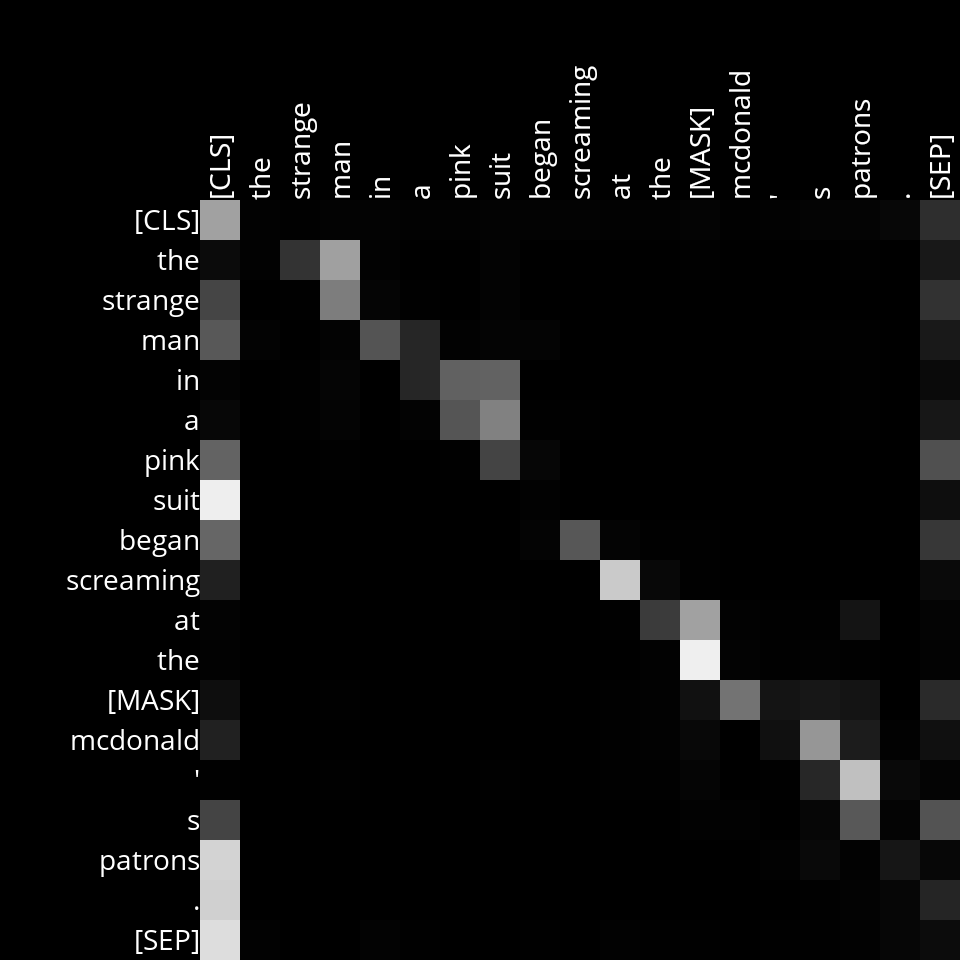 [CLS] the strange man in a pink suit began screaming at the [MASK] mcdonald ' s patrons . [SEP]
[CLS]
the
strange
man
in
a
pink
suit
began
screaming
at
the
[MASK]
mcdonald
'
s
patrons
.
[SEP]